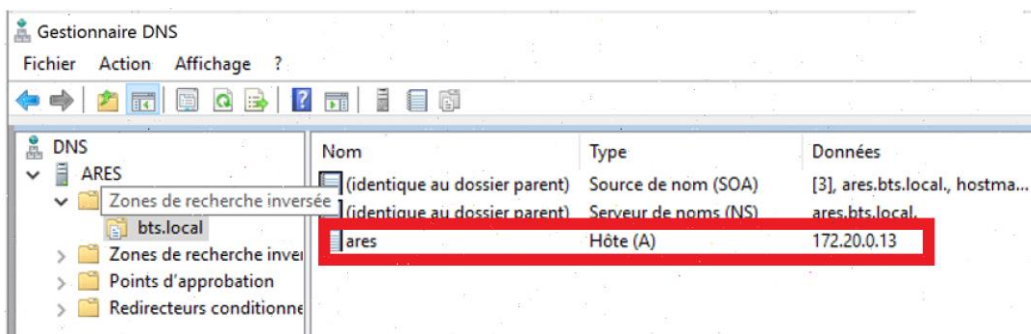 Gestionnaire DNS
Fichier Action Affichage ?
DNS
ARES
Zones de recherche inversée
bts.local
Zones de recherche inver
Points d'approbation
Redirecteurs conditionne
Nom Type Données
(identique au dossier parent) Source de nom (SOA) [3], ares.bts.local., hostma...
(identique au dossier parent) Serveur de noms (NS) ares.bts.local.
ares Hôte (A) 172.20.0.13